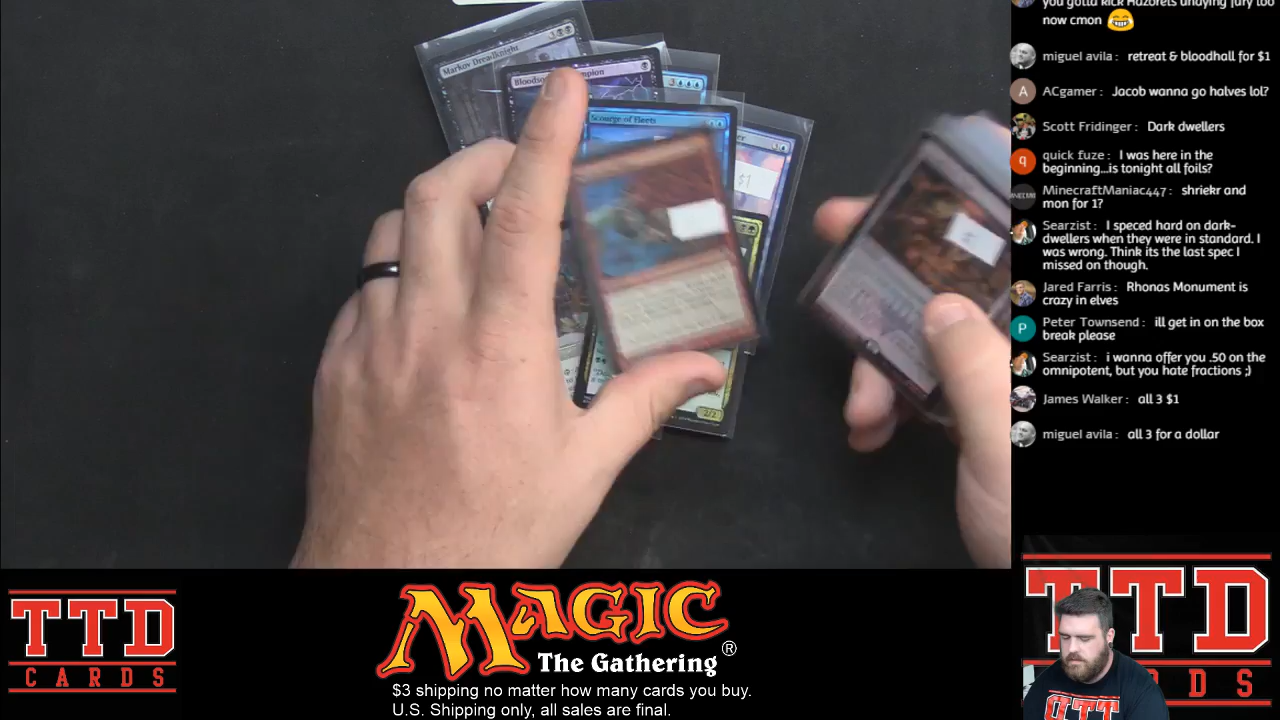 you gotta kick Hazorets undying fury too
now cmon 😂
miguel avila : retreat & bloodhall for $1
A ACgamer : Jacob wanna go halves lol?
Scott Fridinger : Dark dwellers
q quick fuze : I was here in the
beginning...is tonight all foils?
MinecraftManiac447 : shriekr and
mon for 1?
Searzist : I speced hard on dark-
dwellers when they were in standard. I
was wrong. Think its the last spec I
missed on though.
Jared Farris : Rhonas Monument is
crazy in elves
P Peter Townsend : ill get in on the box
break please
Searzist : i wanna offer you .50 on the
omnipotent, but you hate fractions ;)
James Walker : all 3 $1
miguel avila : all 3 for a dollar
Markov Dreadknight
Scourge of Fleets
$1
2/2
TTD
CARDS
MAGIC
The Gathering®
$3 shipping no matter how many cards you buy.
U.S. Shipping only, all sales are final.
TTD
DS